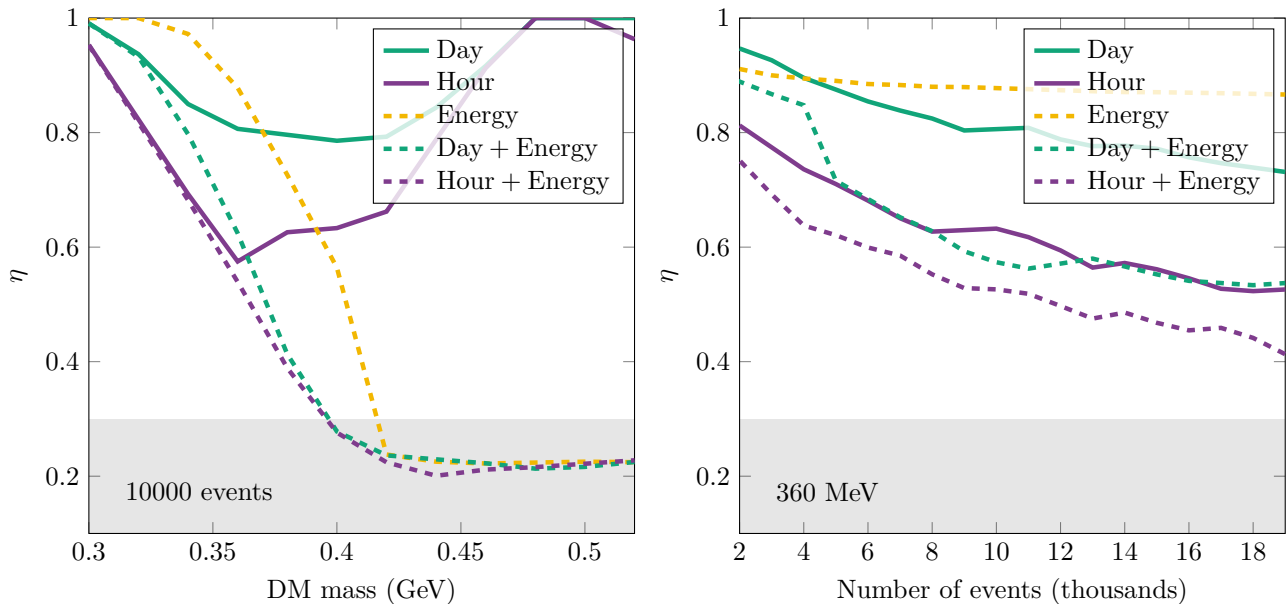 1
0.8
0.6
0.4
0.2
η
0.3
0.35
0.4
0.45
0.5
DM mass (GeV)
10000 events
Day
Hour
Energy
Day + Energy
Hour + Energy
1
0.8
0.6
0.4
0.2
η
2
4
6
8
10
12
14
16
18
Number of events (thousands)
360 MeV
Day
Hour
Energy
Day + Energy
Hour + Energy